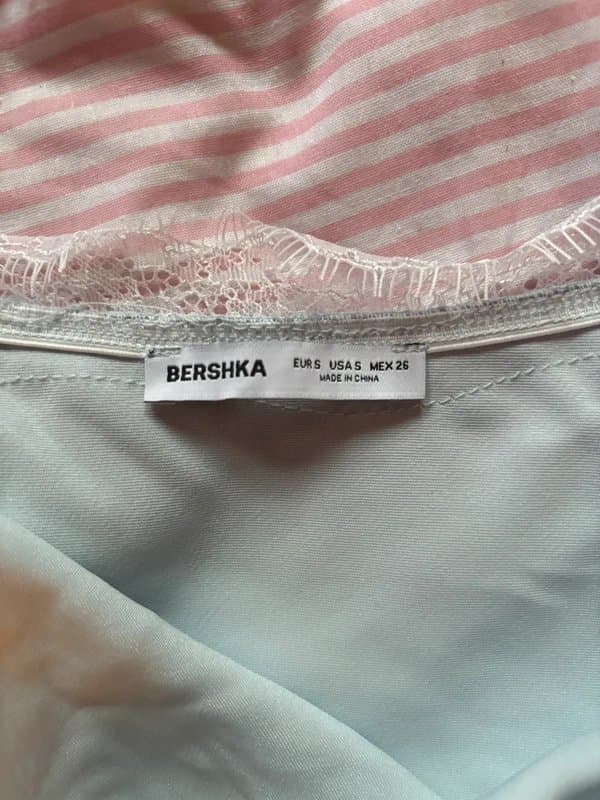 BERSHKA
EUR S USA S MEX 26
MADE IN CHINA